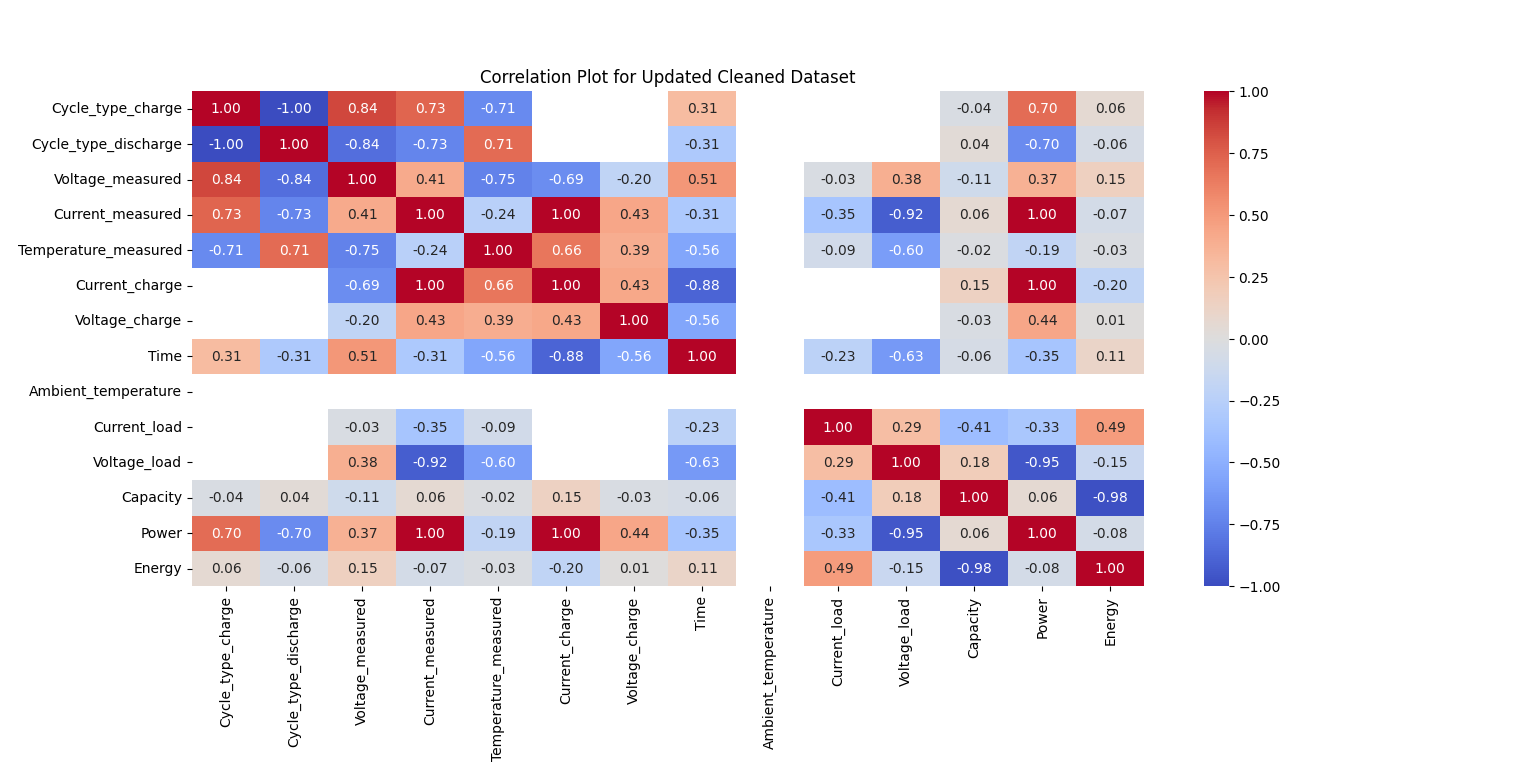 Correlation Plot for Updated Cleaned Dataset
Cycle_type_charge 1.00 -1.00 0.84 0.73 -0.71 0.31 -0.04 0.70 0.06
Cycle_type_discharge -1.00 1.00 -0.84 -0.73 0.71 -0.31 0.04 -0.70 -0.06
Voltage_measured 0.84 -0.84 1.00 0.41 -0.75 -0.69 -0.20 0.51 -0.03 0.38 -0.11 0.37 0.15
Current_measured 0.73 -0.73 0.41 1.00 -0.24 1.00 0.43 -0.31 -0.35 -0.92 0.06 1.00 -0.07
Temperature_measured -0.71 0.71 -0.75 -0.24 1.00 0.66 0.39 -0.56 -0.09 -0.60 -0.02 -0.19 -0.03
Current_charge -0.69 1.00 0.66 1.00 0.43 -0.88 0.15 1.00 -0.20
Voltage_charge -0.20 0.43 0.39 0.43 1.00 -0.56 -0.03 0.44 0.01
Time 0.31 -0.31 0.51 -0.31 -0.56 -0.88 -0.56 1.00 -0.23 -0.63 -0.06 -0.35 0.11
Ambient_temperature
Current_load -0.03 -0.35 -0.09 -0.23 1.00 0.29 -0.41 -0.33 0.49
Voltage_load 0.38 -0.92 -0.60 -0.63 0.29 1.00 0.18 -0.95 -0.15
Capacity -0.04 0.04 -0.11 0.06 -0.02 0.15 -0.03 -0.06 -0.41 0.18 1.00 0.06 -0.98
Power 0.70 -0.70 0.37 1.00 -0.19 1.00 0.44 -0.35 -0.33 -0.95 0.06 1.00 -0.08
Energy 0.06 -0.06 0.15 -0.07 -0.03 -0.20 0.01 0.11 0.49 -0.15 -0.98 -0.08 1.00
Cycle_type_charge
Cycle_type_discharge
Voltage_measured
Current_measured
Temperature_measured
Current_charge
Voltage_charge
Time
Ambient_temperature
Current_load
Voltage_load
Capacity
Power
Energy
1.00
0.75
0.50
0.25
0.00
−0.25
−0.50
−0.75
−1.00